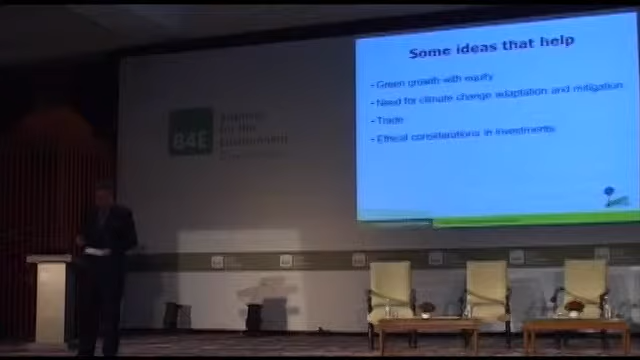 Some ideas that help
- Green growth with equity
- Need for climate change adaptation and mitigation
- Trade
- Ethical considerations in investments
B4E